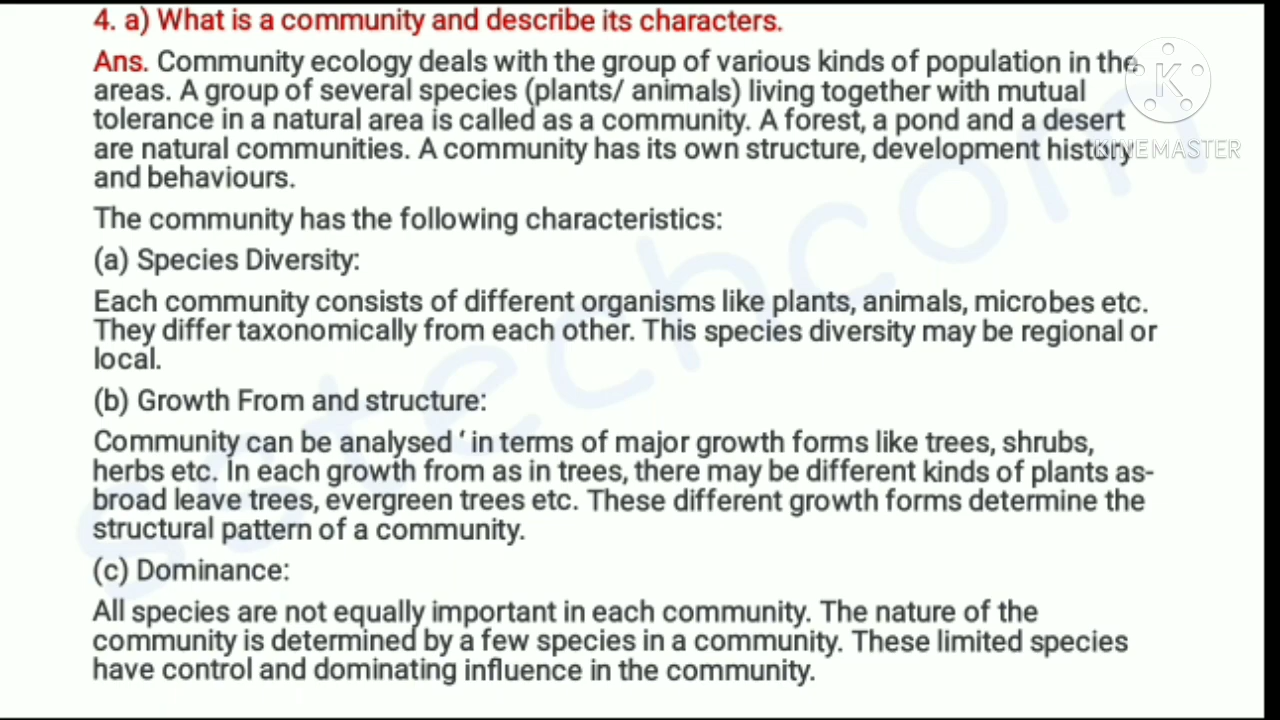 4. a) What is a community and describe its characters.
Ans. Community ecology deals with the group of various kinds of population in the
areas. A group of several species (plants/ animals) living together with mutual
tolerance in a natural area is called as a community. A forest, a pond and a desert
are natural communities. A community has its own structure, development history
and behaviours.
The community has the following characteristics:
(a) Species Diversity:
Each community consists of different organisms like plants, animals, microbes etc.
They differ taxonomically from each other. This species diversity may be regional or
local.
(b) Growth From and structure:
Community can be analysed ‘ in terms of major growth forms like trees, shrubs,
herbs etc. In each growth from as in trees, there may be different kinds of plants as-
broad leave trees, evergreen trees etc. These different growth forms determine the
structural pattern of a community.
(c) Dominance:
All species are not equally important in each community. The nature of the
community is determined by a few species in a community. These limited species
have control and dominating influence in the community.
K
KINEMASTER
sstechcom